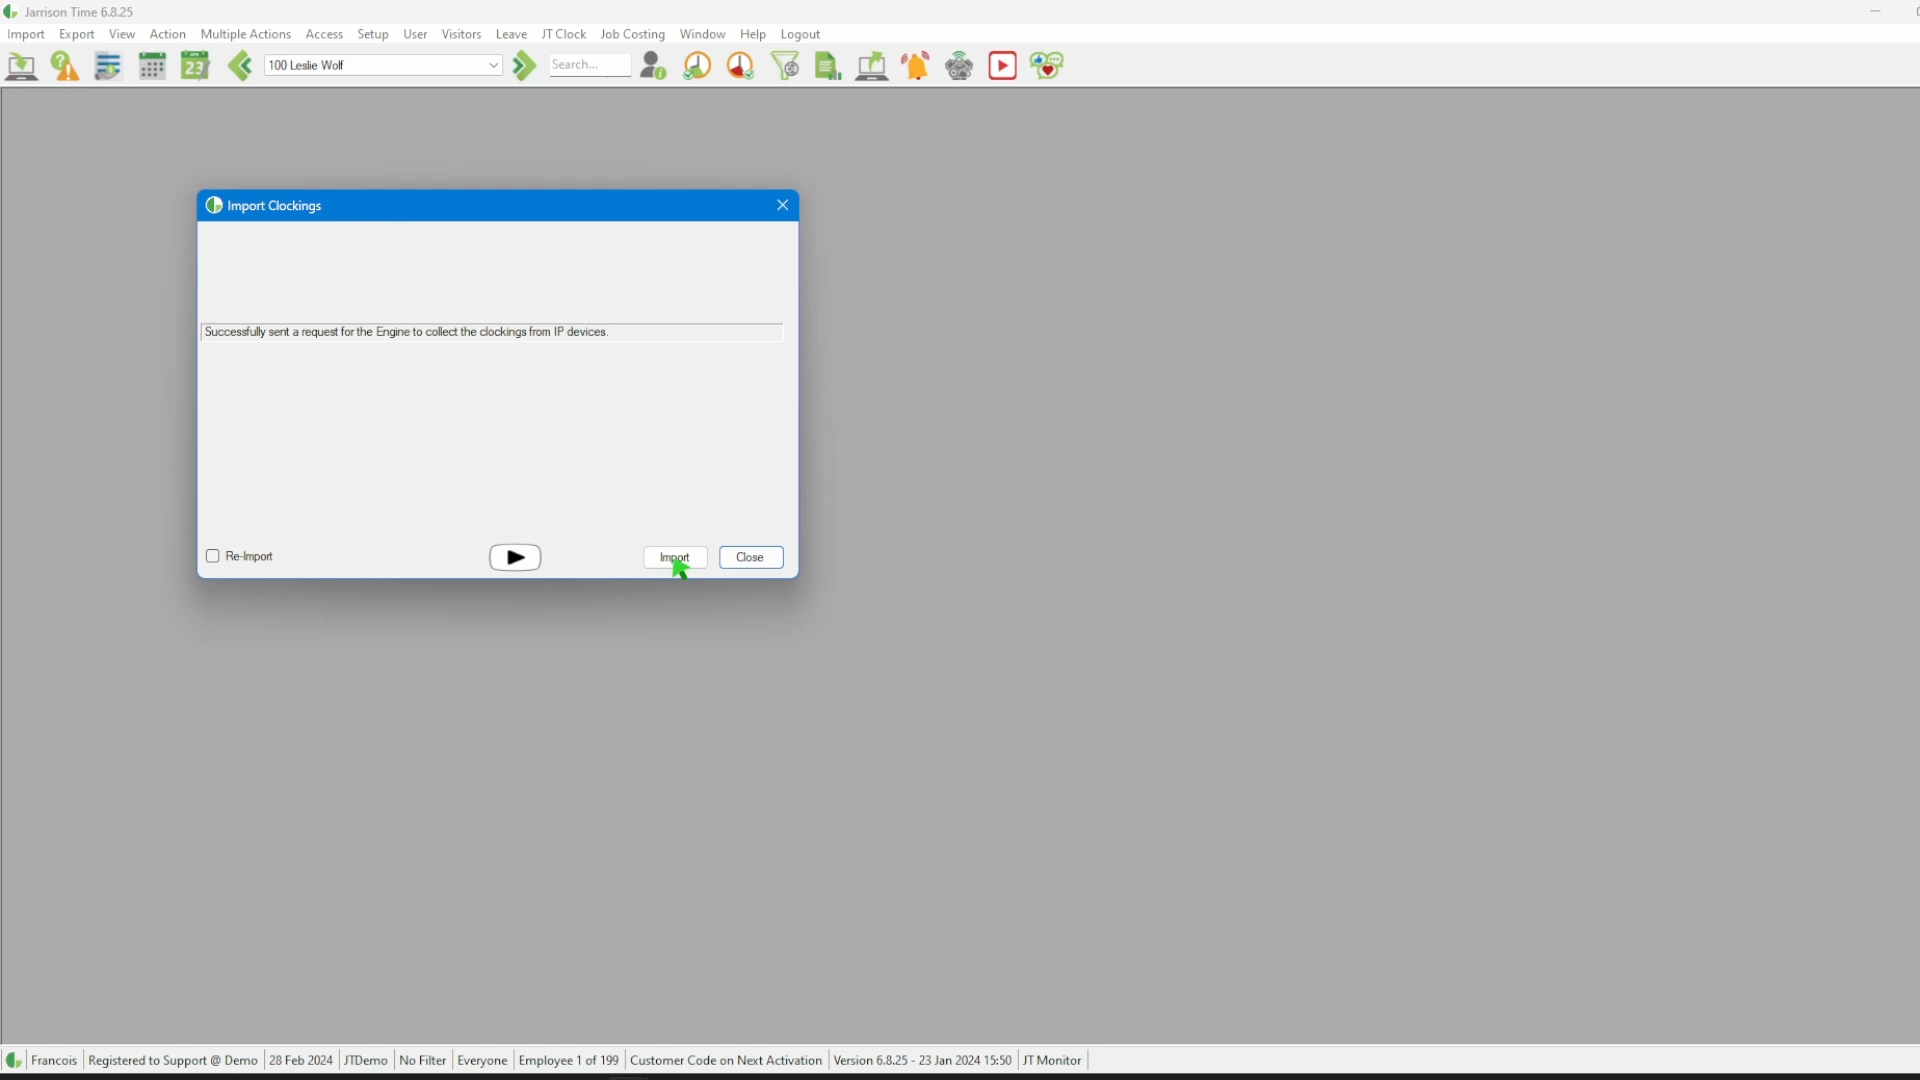 Jarrison Time 6.8.25
Import Export View Action Multiple Actions Access Setup User Visitors Leave JT Clock Job Costing Window Help Logout
23 100 Leslie Wolf Search...
Import Clockings
Successfully sent a request for the Engine to collect the clockings from IP devices.
Re-Import Import Close
Francois Registered to Support @ Demo 28 Feb 2024 JTDemo No Filter Everyone Employee 1 of 199 Customer Code on Next Activation Version 6.8.25 - 23 Jan 2024 15:50 JT Monitor